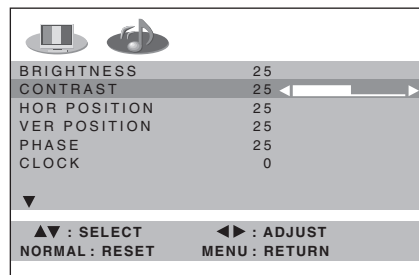 BRIGHTNESS 25
CONTRAST 25
HOR POSITION 25
VER POSITION 25
PHASE 25
CLOCK 0
▼
▲▼ : SELECT ◀▶ : ADJUST
NORMAL : RESET MENU : RETURN